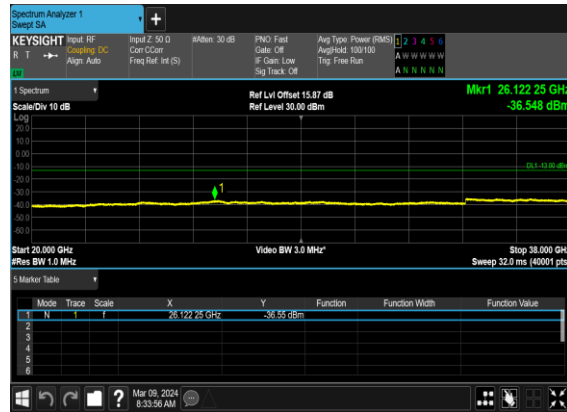 Spectrum Analyzer 1
Swept SA
+
KEYSIGHT Input: RF Input Z: 50 Ω #Atten: 30 dB PNO: Fast Avg Type: Power (RMS) 1 2 3 4 5 6
R T Coupling: DC Corr CCorr Gate: Off Avg|Hold: 100/100 A W W W W W
Align: Auto Freq Ref: Int (S) IF Gain: Low Trig: Free Run
Sig Track: Off A N N N N N
1 Spectrum Ref Lvl Offset 15.87 dB Mkr1 26.122 25 GHz
Scale/Div 10 dB Ref Level 30.00 dBm -36.548 dBm
Log
20.0
10.0
0.00
-10.0 DL1 -13.00 dBm
-20.0
-30.0 1
-40.0
-50.0
-60.0
Start 20.000 GHz Video BW 3.0 MHz* Stop 38.000 GHz
#Res BW 1.0 MHz Sweep 32.0 ms (40001 pts)
5 Marker Table
Mode Trace Scale X Y Function Function Width Function Value
1 N 1 f 26.122 25 GHz -36.55 dBm
2
3
4
5
6
? Mar 09, 2024
8:33:56 AM